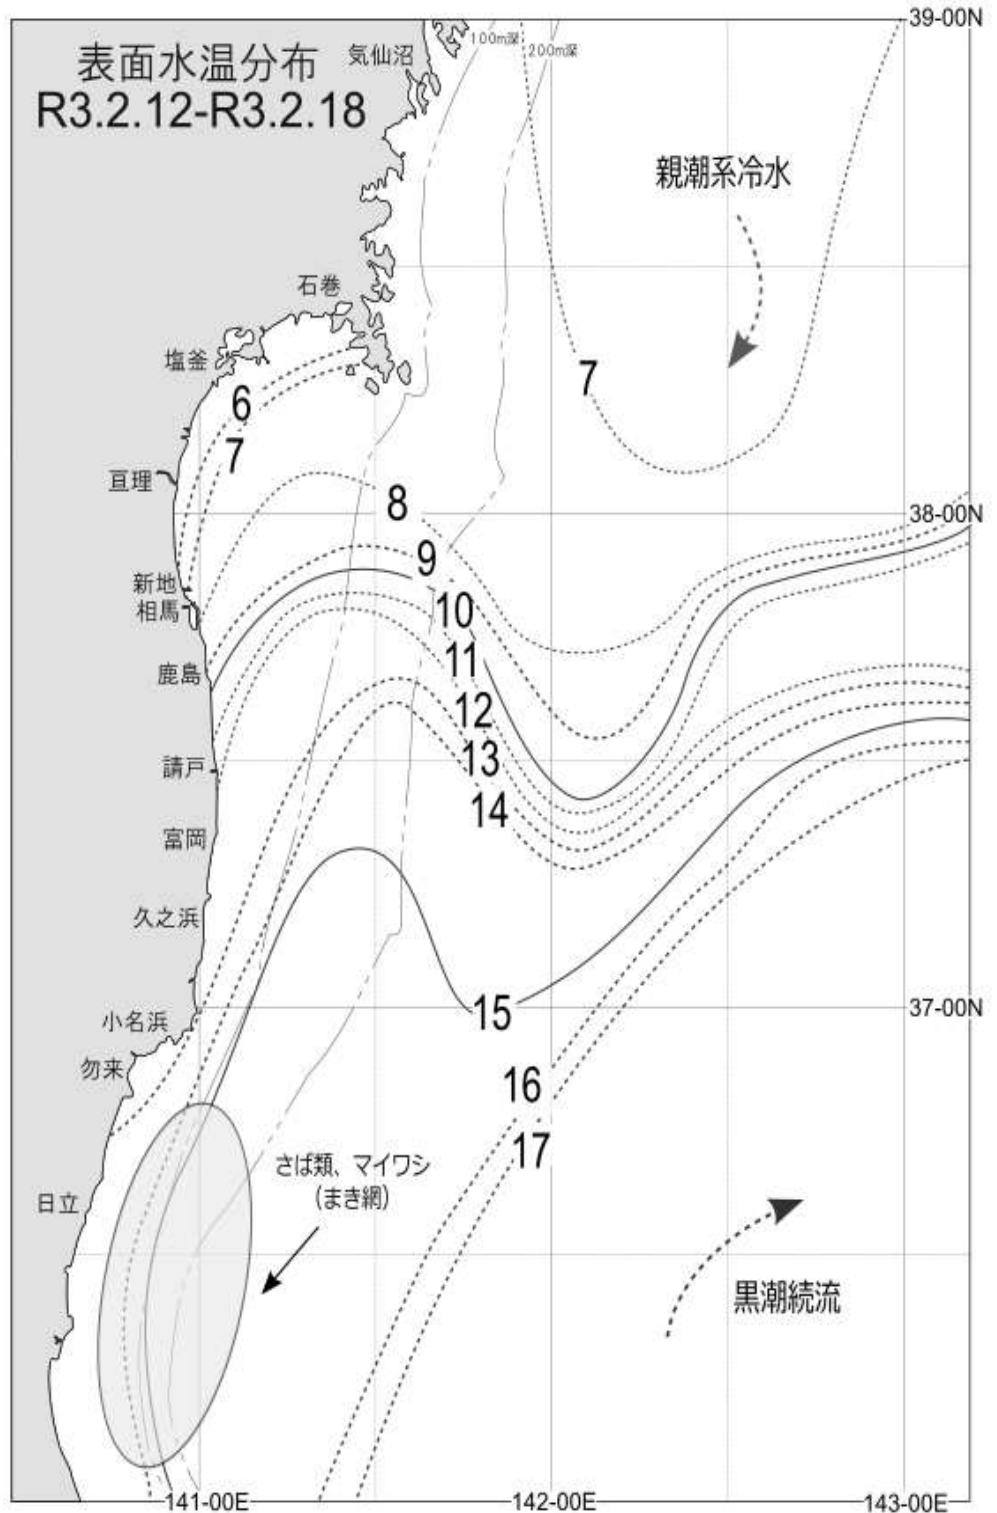 39-00N
100m深
200m深
気仙沼
表面水温分布
R3.2.12-R3.2.18
親潮系冷水
石巻
塩釜
7
6
7
亘理
8
38-00N
9
新地
相馬
10
11
鹿島
12
13
請戸
14
富岡
久之浜
15
37-00N
小名浜
勿来
16
17
さば類、マイワシ
(まき網)
日立
黒潮続流
141-00E
142-00E
143-00E